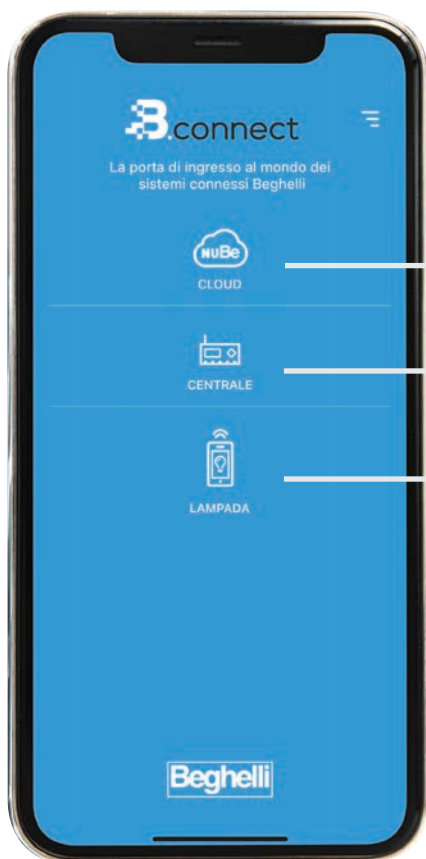 B.connect
La porta di ingresso al mondo dei
sistemi connessi Beghelli
NUBe
CLOUD
CENTRALE
LAMPADA
Beghelli